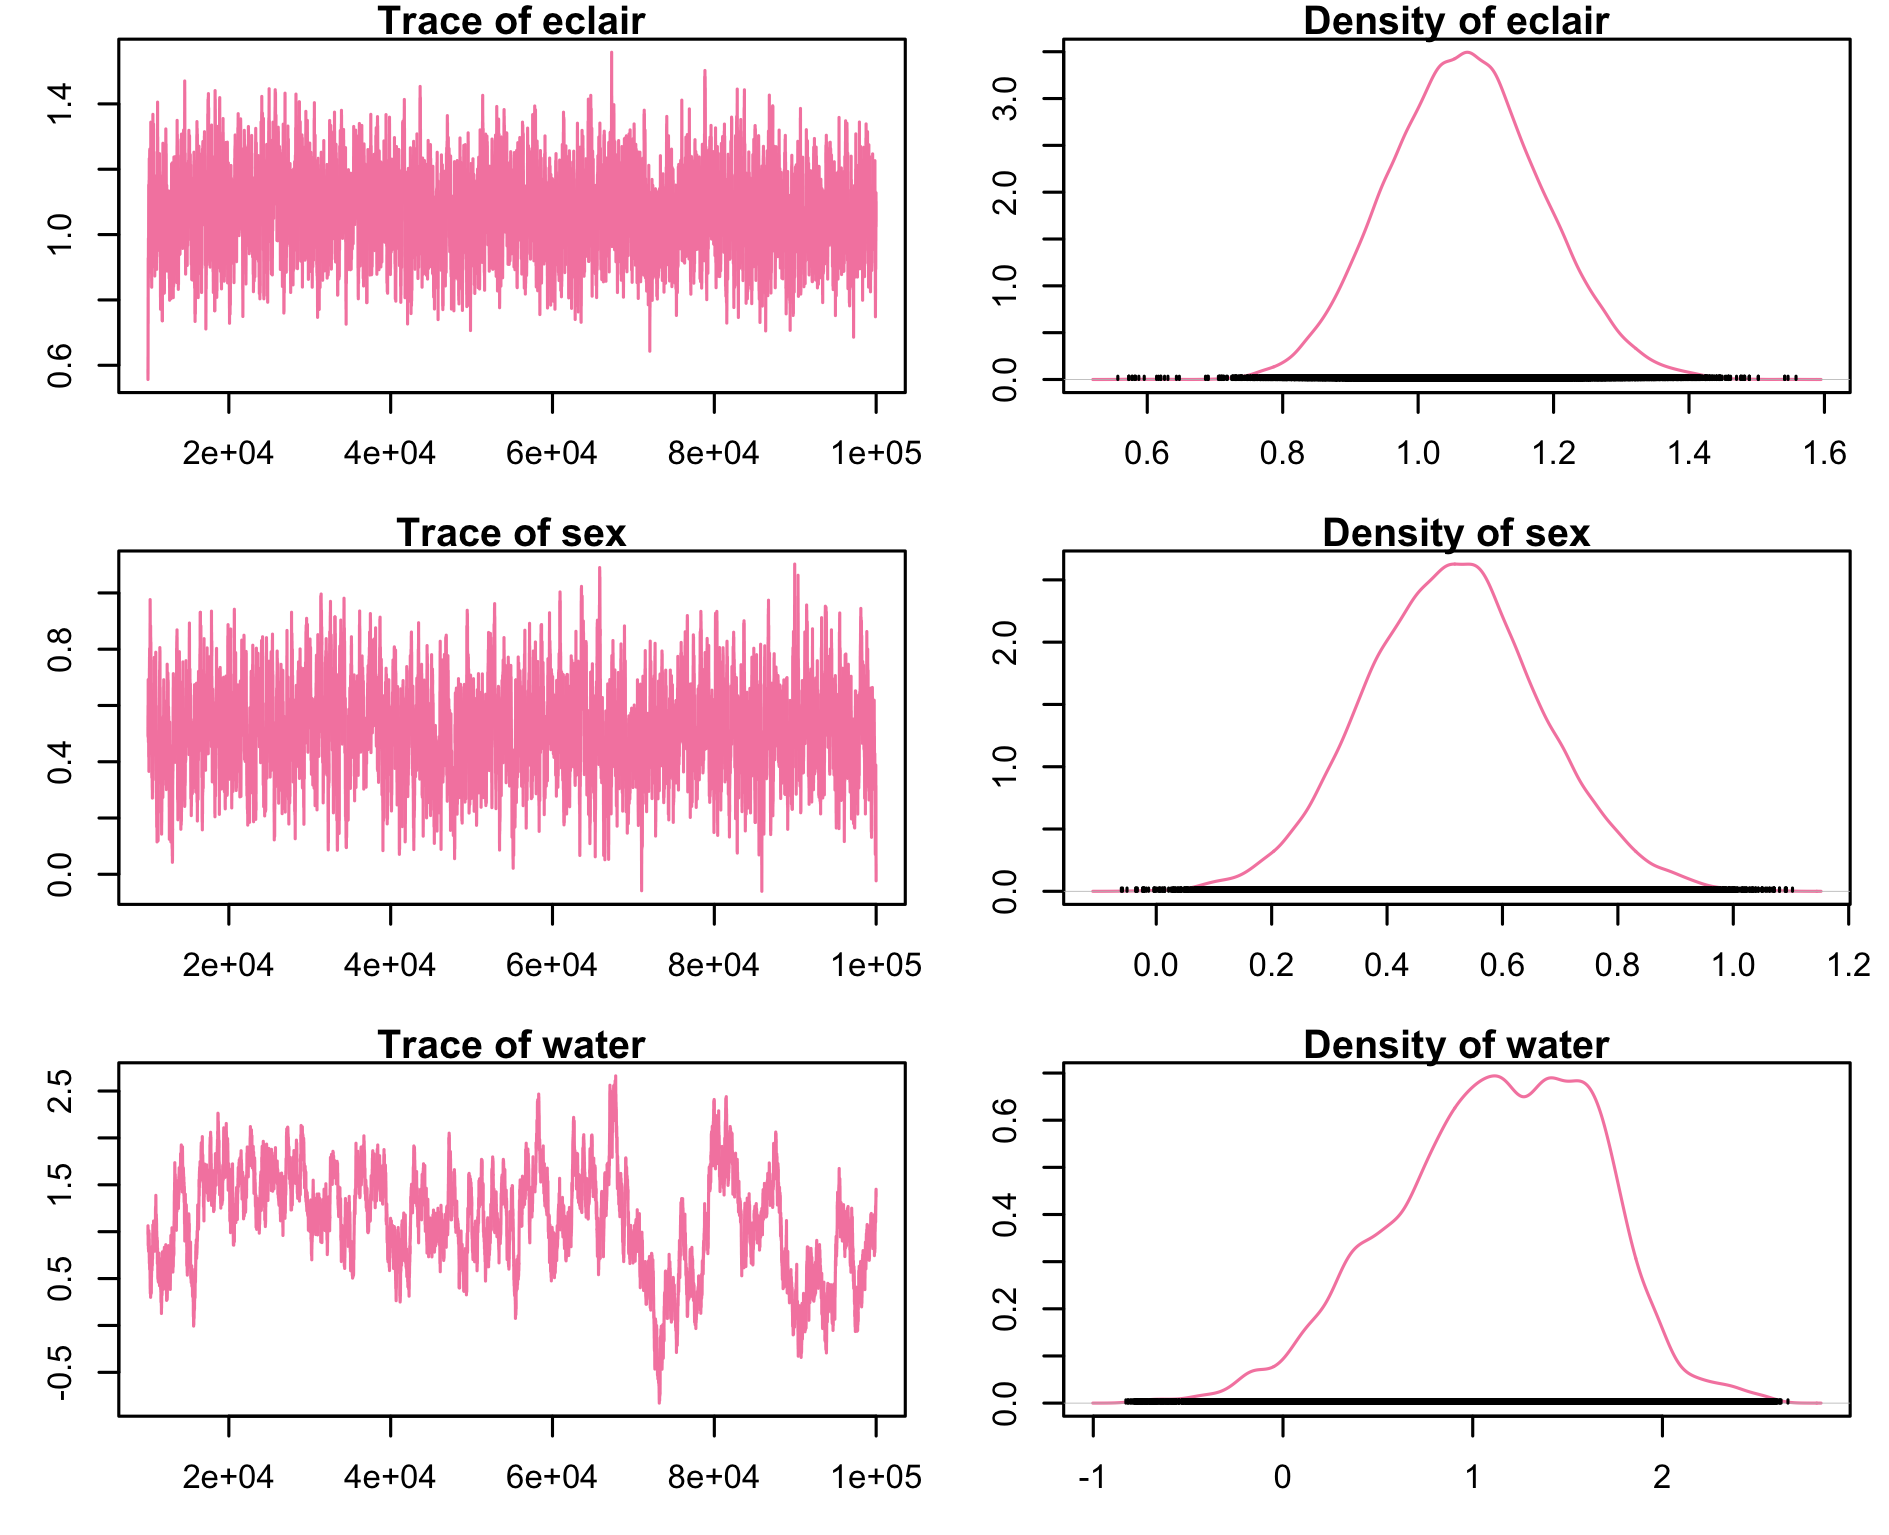 Trace of eclair
0.6 1.0 1.4
2e+04 4e+04 6e+04 8e+04 1e+05
Density of eclair
0.0 1.0 2.0 3.0
0.6 0.8 1.0 1.2 1.4 1.6
Trace of sex
0.0 0.4 0.8
2e+04 4e+04 6e+04 8e+04 1e+05
Density of sex
0.0 1.0 2.0
0.0 0.2 0.4 0.6 0.8 1.0 1.2
Trace of water
-0.5 0.5 1.5 2.5
2e+04 4e+04 6e+04 8e+04 1e+05
Density of water
0.0 0.2 0.4 0.6
-1 0 1 2